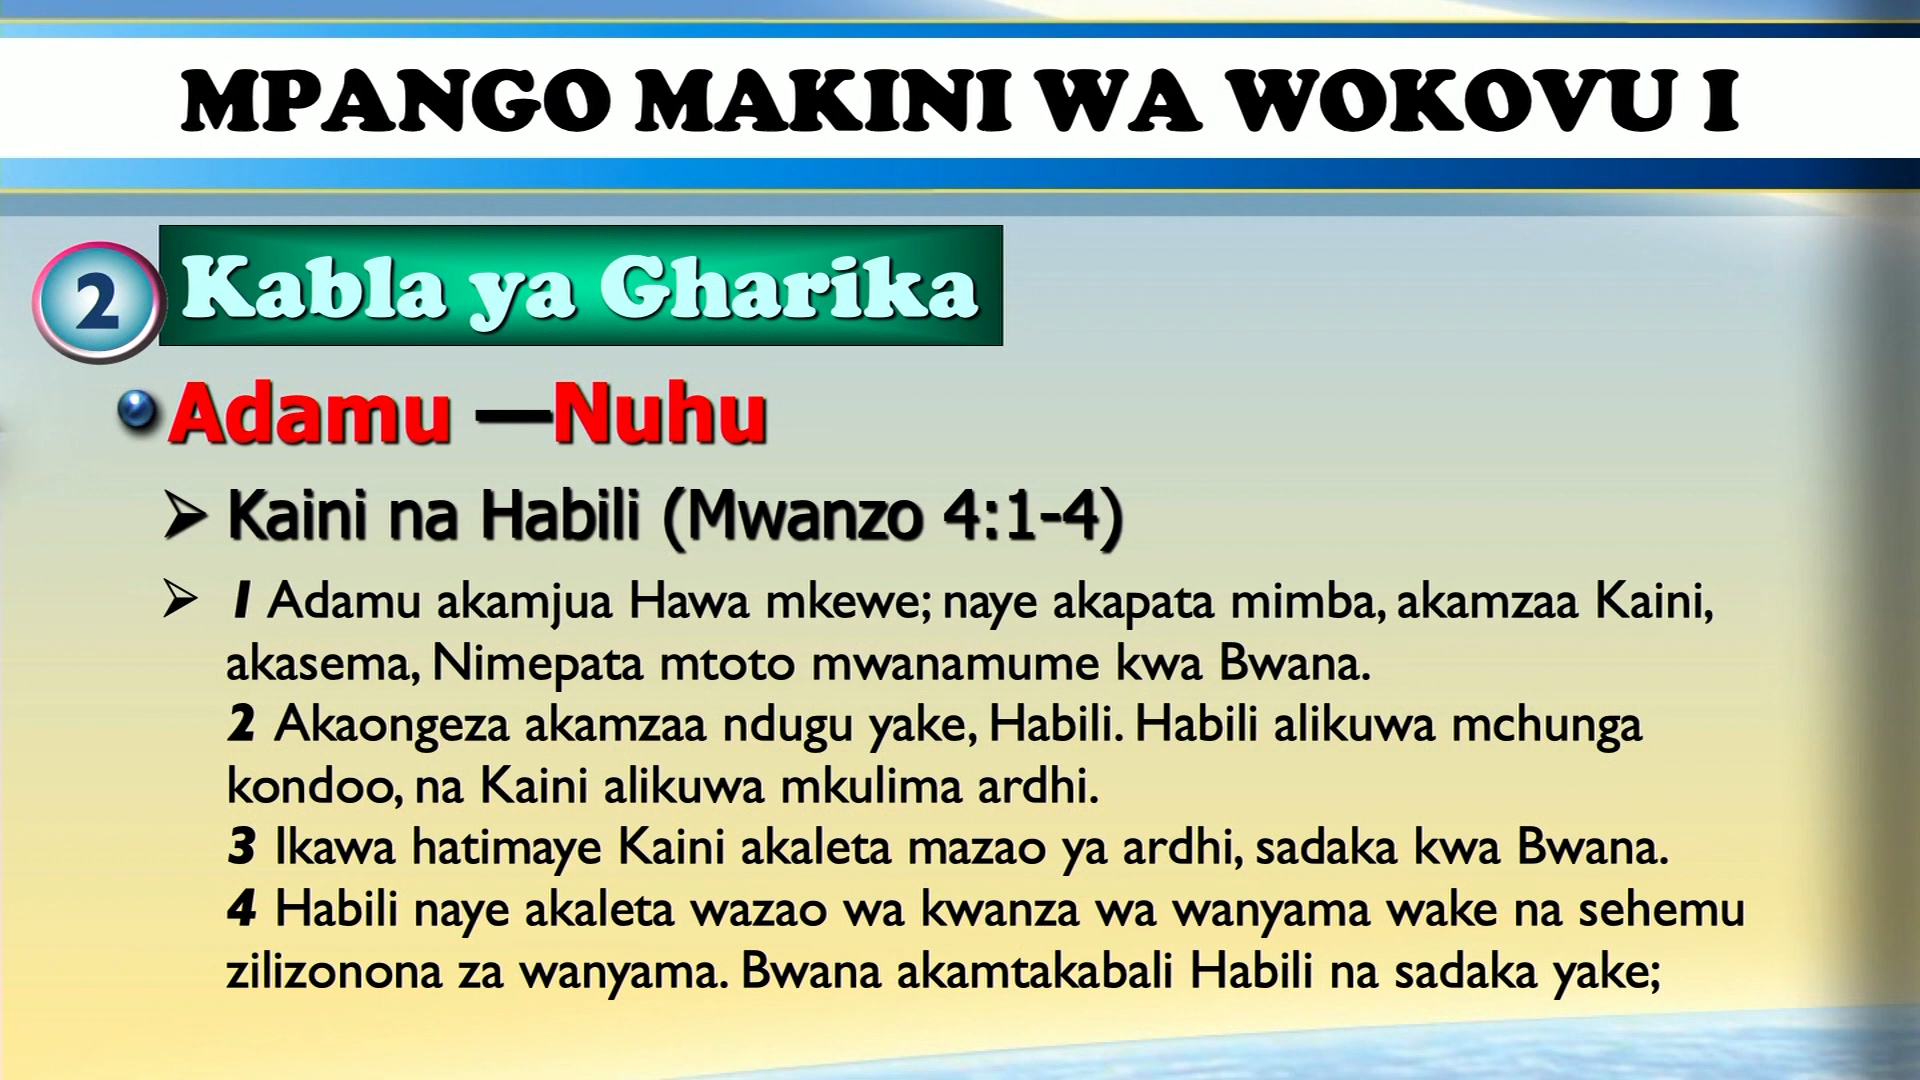 MPANGO MAKINI WA WOKOVU I
2 Kabla ya Gharika
Adamu —Nuhu
Kaini na Habili (Mwanzo 4:1-4)
1 Adamu akamjua Hawa mkewe; naye akapata mimba, akamzaa Kaini,
akasema, Nimepata mtoto mwanamume kwa Bwana.
2 Akaongeza akamzaa ndugu yake, Habili. Habili alikuwa mchunga
kondoo, na Kaini alikuwa mkulima ardhi.
3 Ikawa hatimaye Kaini akaleta mazao ya ardhi, sadaka kwa Bwana.
4 Habili naye akaleta wazao wa kwanza wa wanyama wake na sehemu
zilizonona za wanyama. Bwana akamtakabali Habili na sadaka yake;